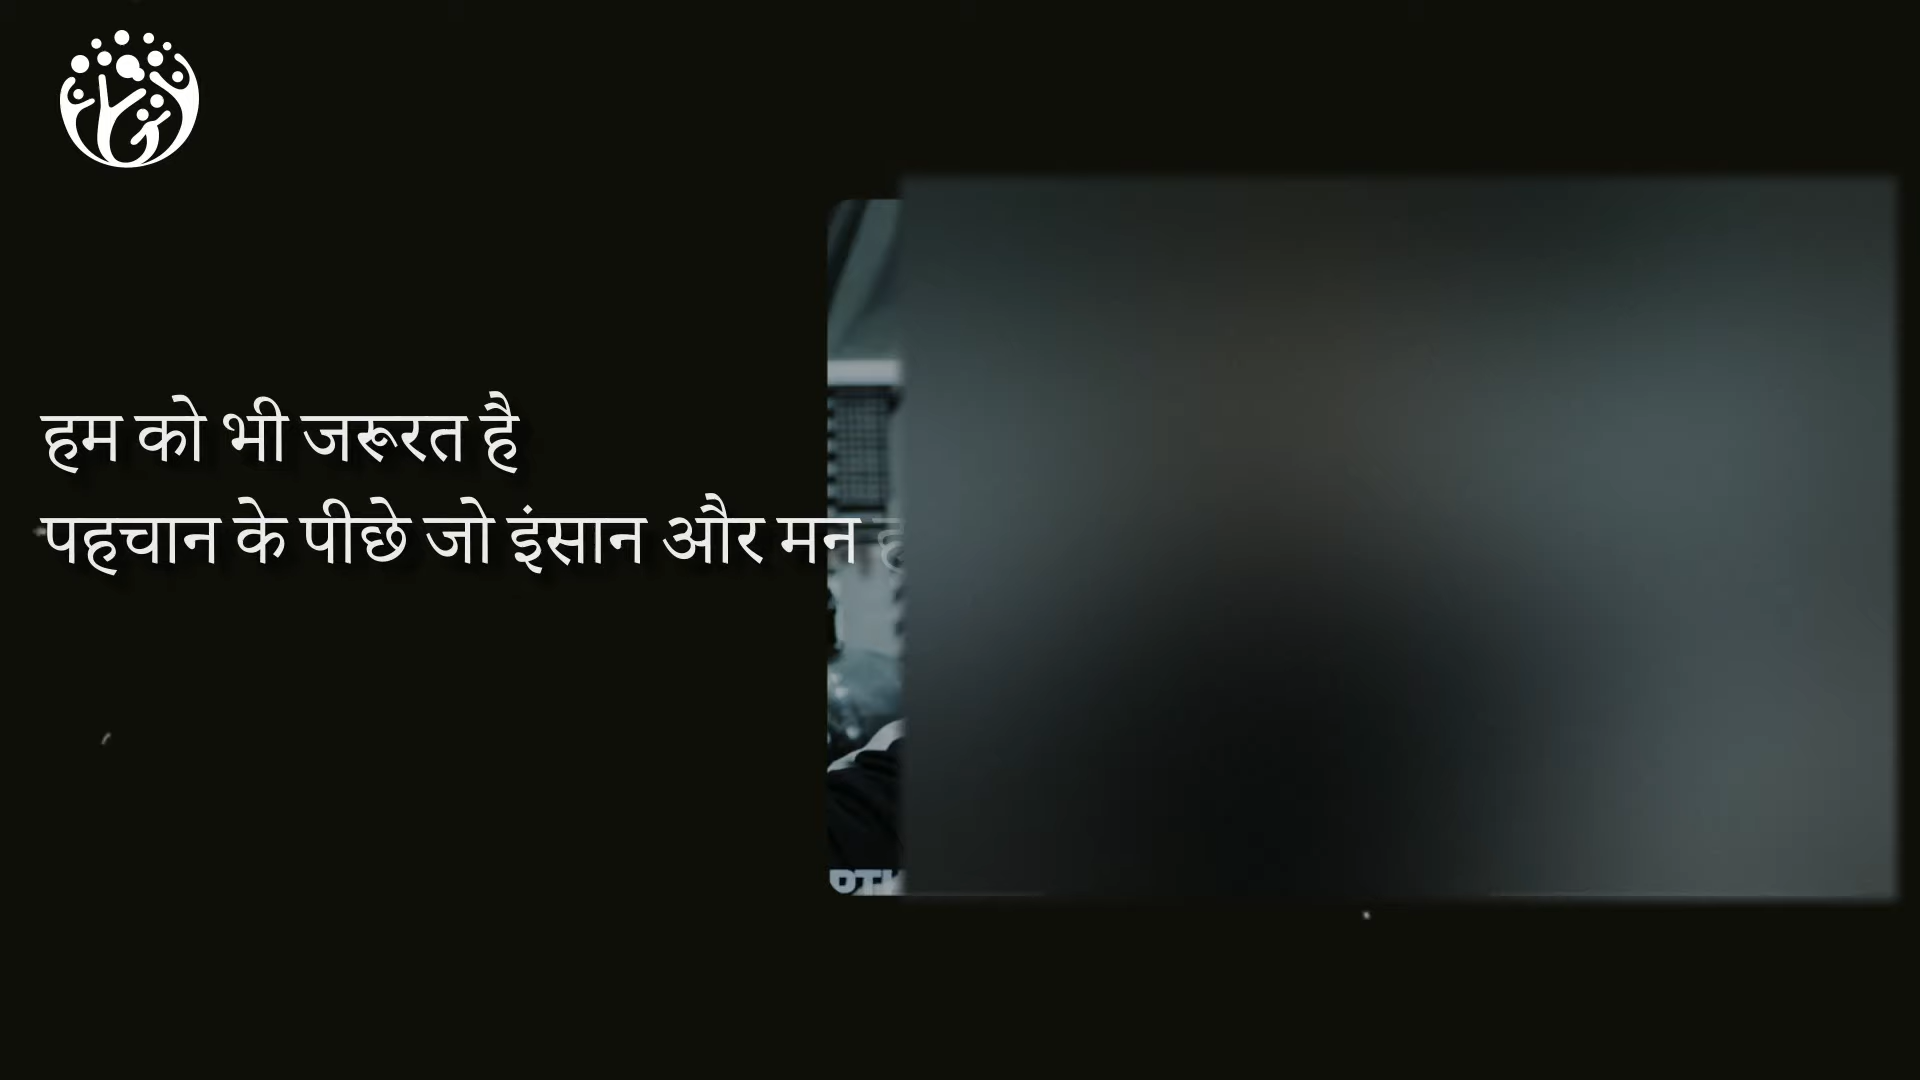 हम को भी जरूरत है
पहचान के पीछे जो इंसान और मन